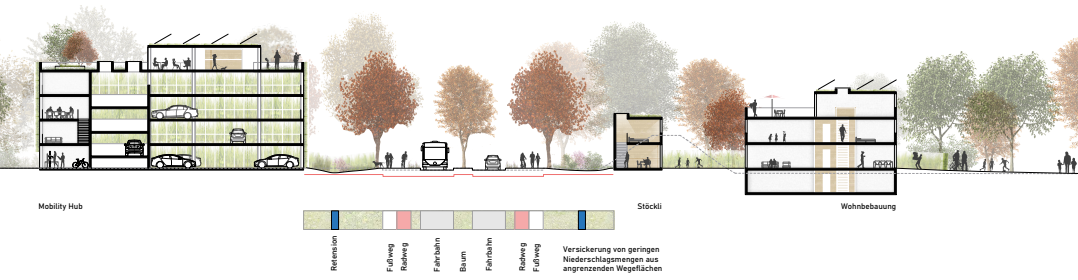 Mobility Hub
Stöckli
Wohnbebauung
Retension
Fußweg
Radweg
Fahrbahn
Baum
Fahrbahn
Radweg
Fußweg
Versickerung von geringen
Niederschlagsmengen aus
angrenzenden Wegeflächen